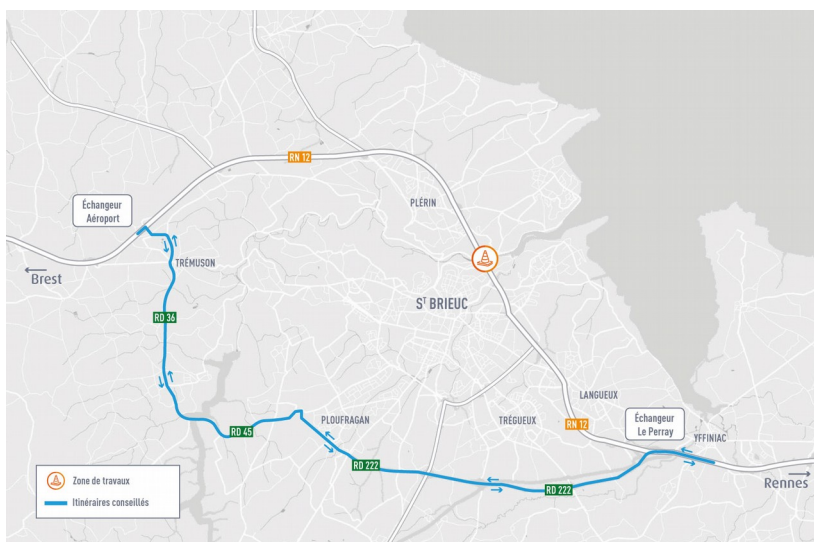 RN 12
Échangeur
Aéroport
PLÉRIN
TRÉMUSON
Brest
Sᵀ BRIEUC
RD 36
LANGUEUX
Échangeur
Le Perray
PLOUFRAGAN
TRÉGUEUX
RN 12
YFFINIAC
RD 45
RD 222
Zone de travaux
Rennes
RD 222
Itinéraires conseillés